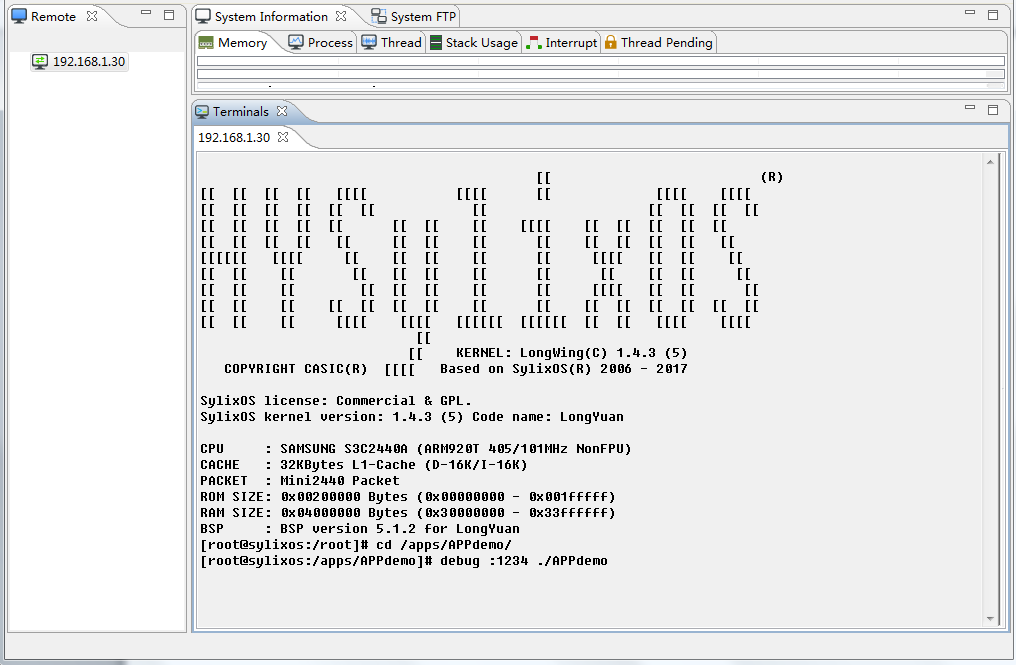 Remote
System Information
System FTP
Memory
Process
Thread
Stack Usage
Interrupt
Thread Pending
192.168.1.30
Terminals
192.168.1.30
(R)
HYSylixOS
KERNEL: LongWing(C) 1.4.3 (5)
COPYRIGHT CASIC(R) [[[[ Based on SylixOS(R) 2006 - 2017
SylixOS license: Commercial & GPL.
SylixOS kernel version: 1.4.3 (5) Code name: LongYuan
CPU : SAMSUNG S3C2440A (ARM920T 405/101MHz NonFPU)
CACHE : 32KBytes L1-Cache (D-16K/I-16K)
PACKET : Mini2440 Packet
ROM SIZE: 0x00200000 Bytes (0x00000000 - 0x001fffff)
RAM SIZE: 0x04000000 Bytes (0x30000000 - 0x33ffffff)
BSP : BSP version 5.1.2 for LongYuan
[root@sylixos:/root]# cd /apps/APPdemo/
[root@sylixos:/apps/APPdemo]# debug :1234 ./APPdemo